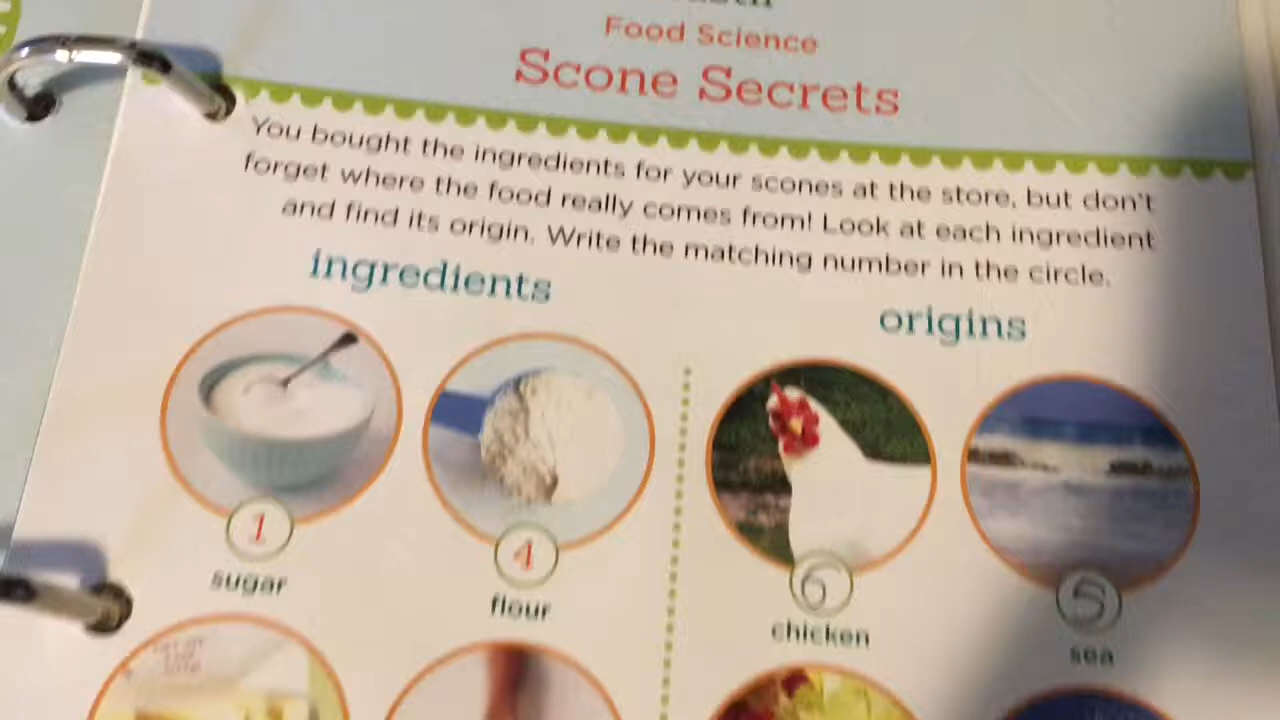 Food Science
Scone Secrets
You bought the ingredients for your scones at the store, but don't
forget where the food really comes from! Look at each ingredient
and find its origin. Write the matching number in the circle.
ingredients
origins
1
4
6
5
sugar
flour
chicken
sea